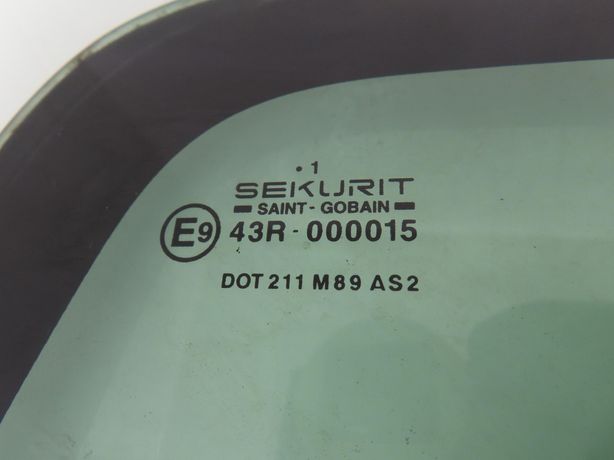 • 1
SEKURIT
SAINT - GOBAIN
E9 43R - 000015
DOT 211 M89 AS2